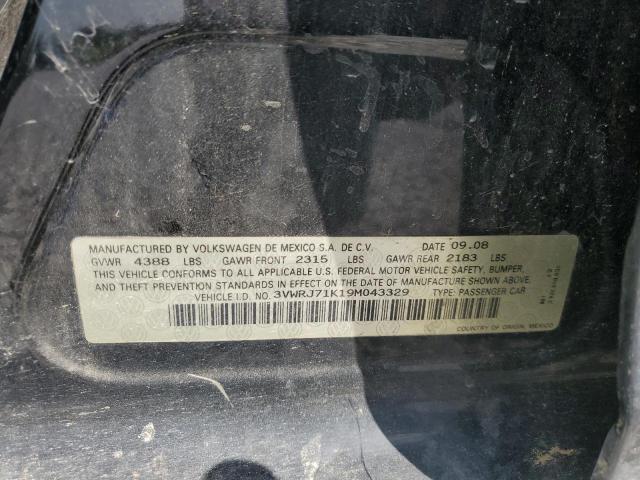 MANUFACTURED BY VOLKSWAGEN DE MEXICO S.A. DE C.V. DATE 09.08
GVWR 4388 LBS GAWR FRONT 2315 LBS GAWR REAR 2183 LBS
THIS VEHICLE CONFORMS TO ALL APPLICABLE U.S. FEDERAL MOTOR VEHICLE SAFETY, BUMPER,
AND THEFT PREVENTION STANDARDS IN EFFECT ON THE DATE OF MANUFACTURE SHOWN ABOVE.
VEHICLE I.D. NO. 3VWRJ71K19M043329 TYPE: PASSENGER CAR
COUNTRY OF ORIGIN, MEXICO